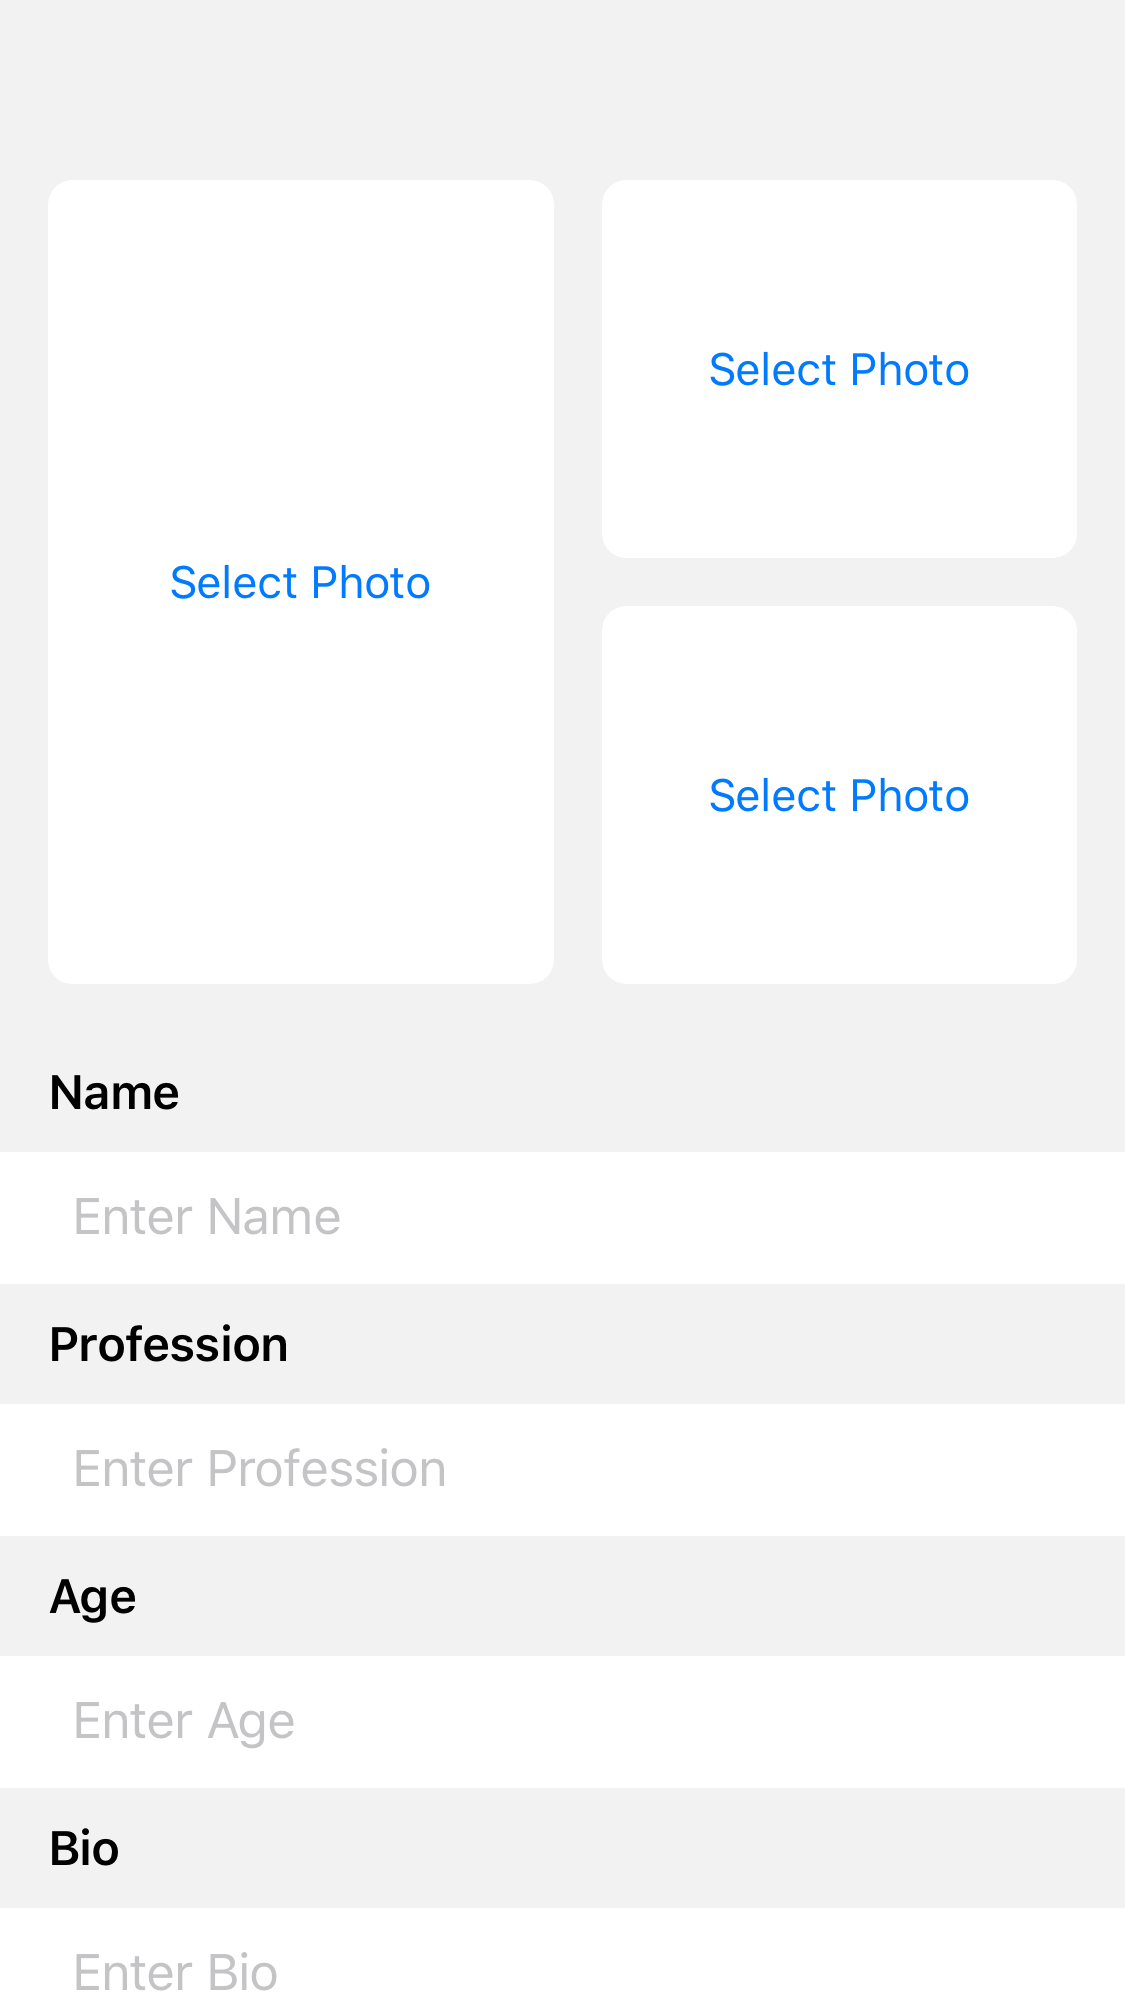 Select Photo
Select Photo
Select Photo
Name
Enter Name
Profession
Enter Profession
Age
Enter Age
Bio
Enter Bio